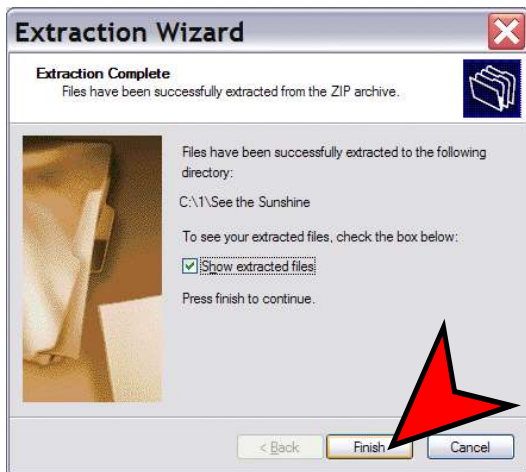 Extraction Wizard
Extraction Complete
Files have been successfully extracted from the ZIP archive.
Files have been successfully extracted to the following
directory:
C:\1\See the Sunshine
To see your extracted files, check the box below:
Show extracted files
Press finish to continue.
< Back Finish Cancel